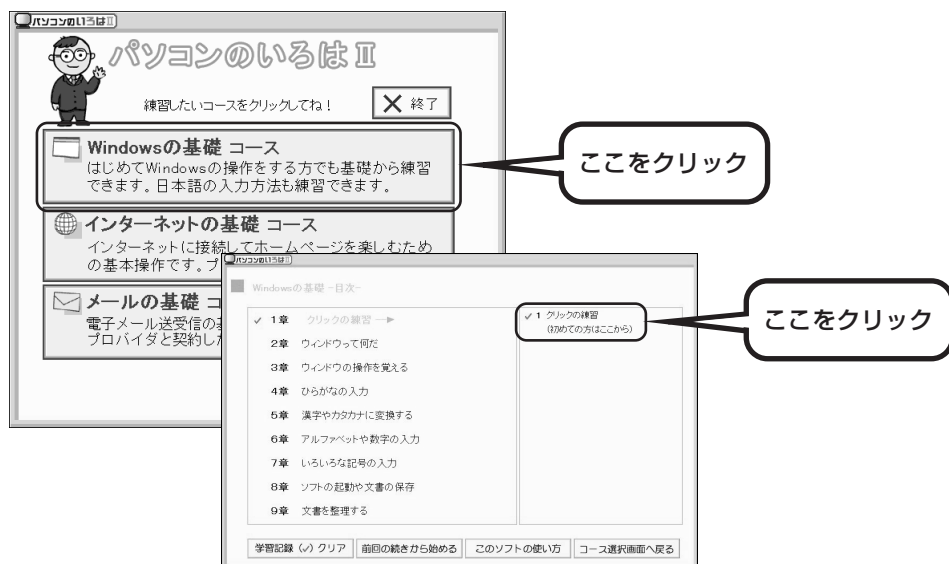 パソコンのいろはⅡ
パソコンのいろはⅡ
練習したいコースをクリックしてね！
終了
Windowsの基礎 コース
はじめてWindowsの操作をする方でも基礎から練習
できます。日本語の入力方法も練習できます。
ここをクリック
インターネットの基礎 コース
インターネットに接続してホームページを楽しむため
の基本操作です。プ
メールの基礎 コ
電子メール送受信の
プロバイダと契約し
パソコンのいろはⅡ
Windowsの基礎 -目次-
✓ 1章 クリックの練習 →
2章 ウィンドウって何だ
3章 ウィンドウの操作を覚える
4章 ひらがなの入力
5章 漢字やカタカナに変換する
6章 アルファベットや数字の入力
7章 いろいろな記号の入力
8章 ソフトの起動や文書の保存
9章 文書を整理する
✓ 1 クリックの練習
(初めての方はここから)
ここをクリック
学習記録（✓）クリア
前回の続きから始める
このソフトの使い方
コース選択画面へ戻る